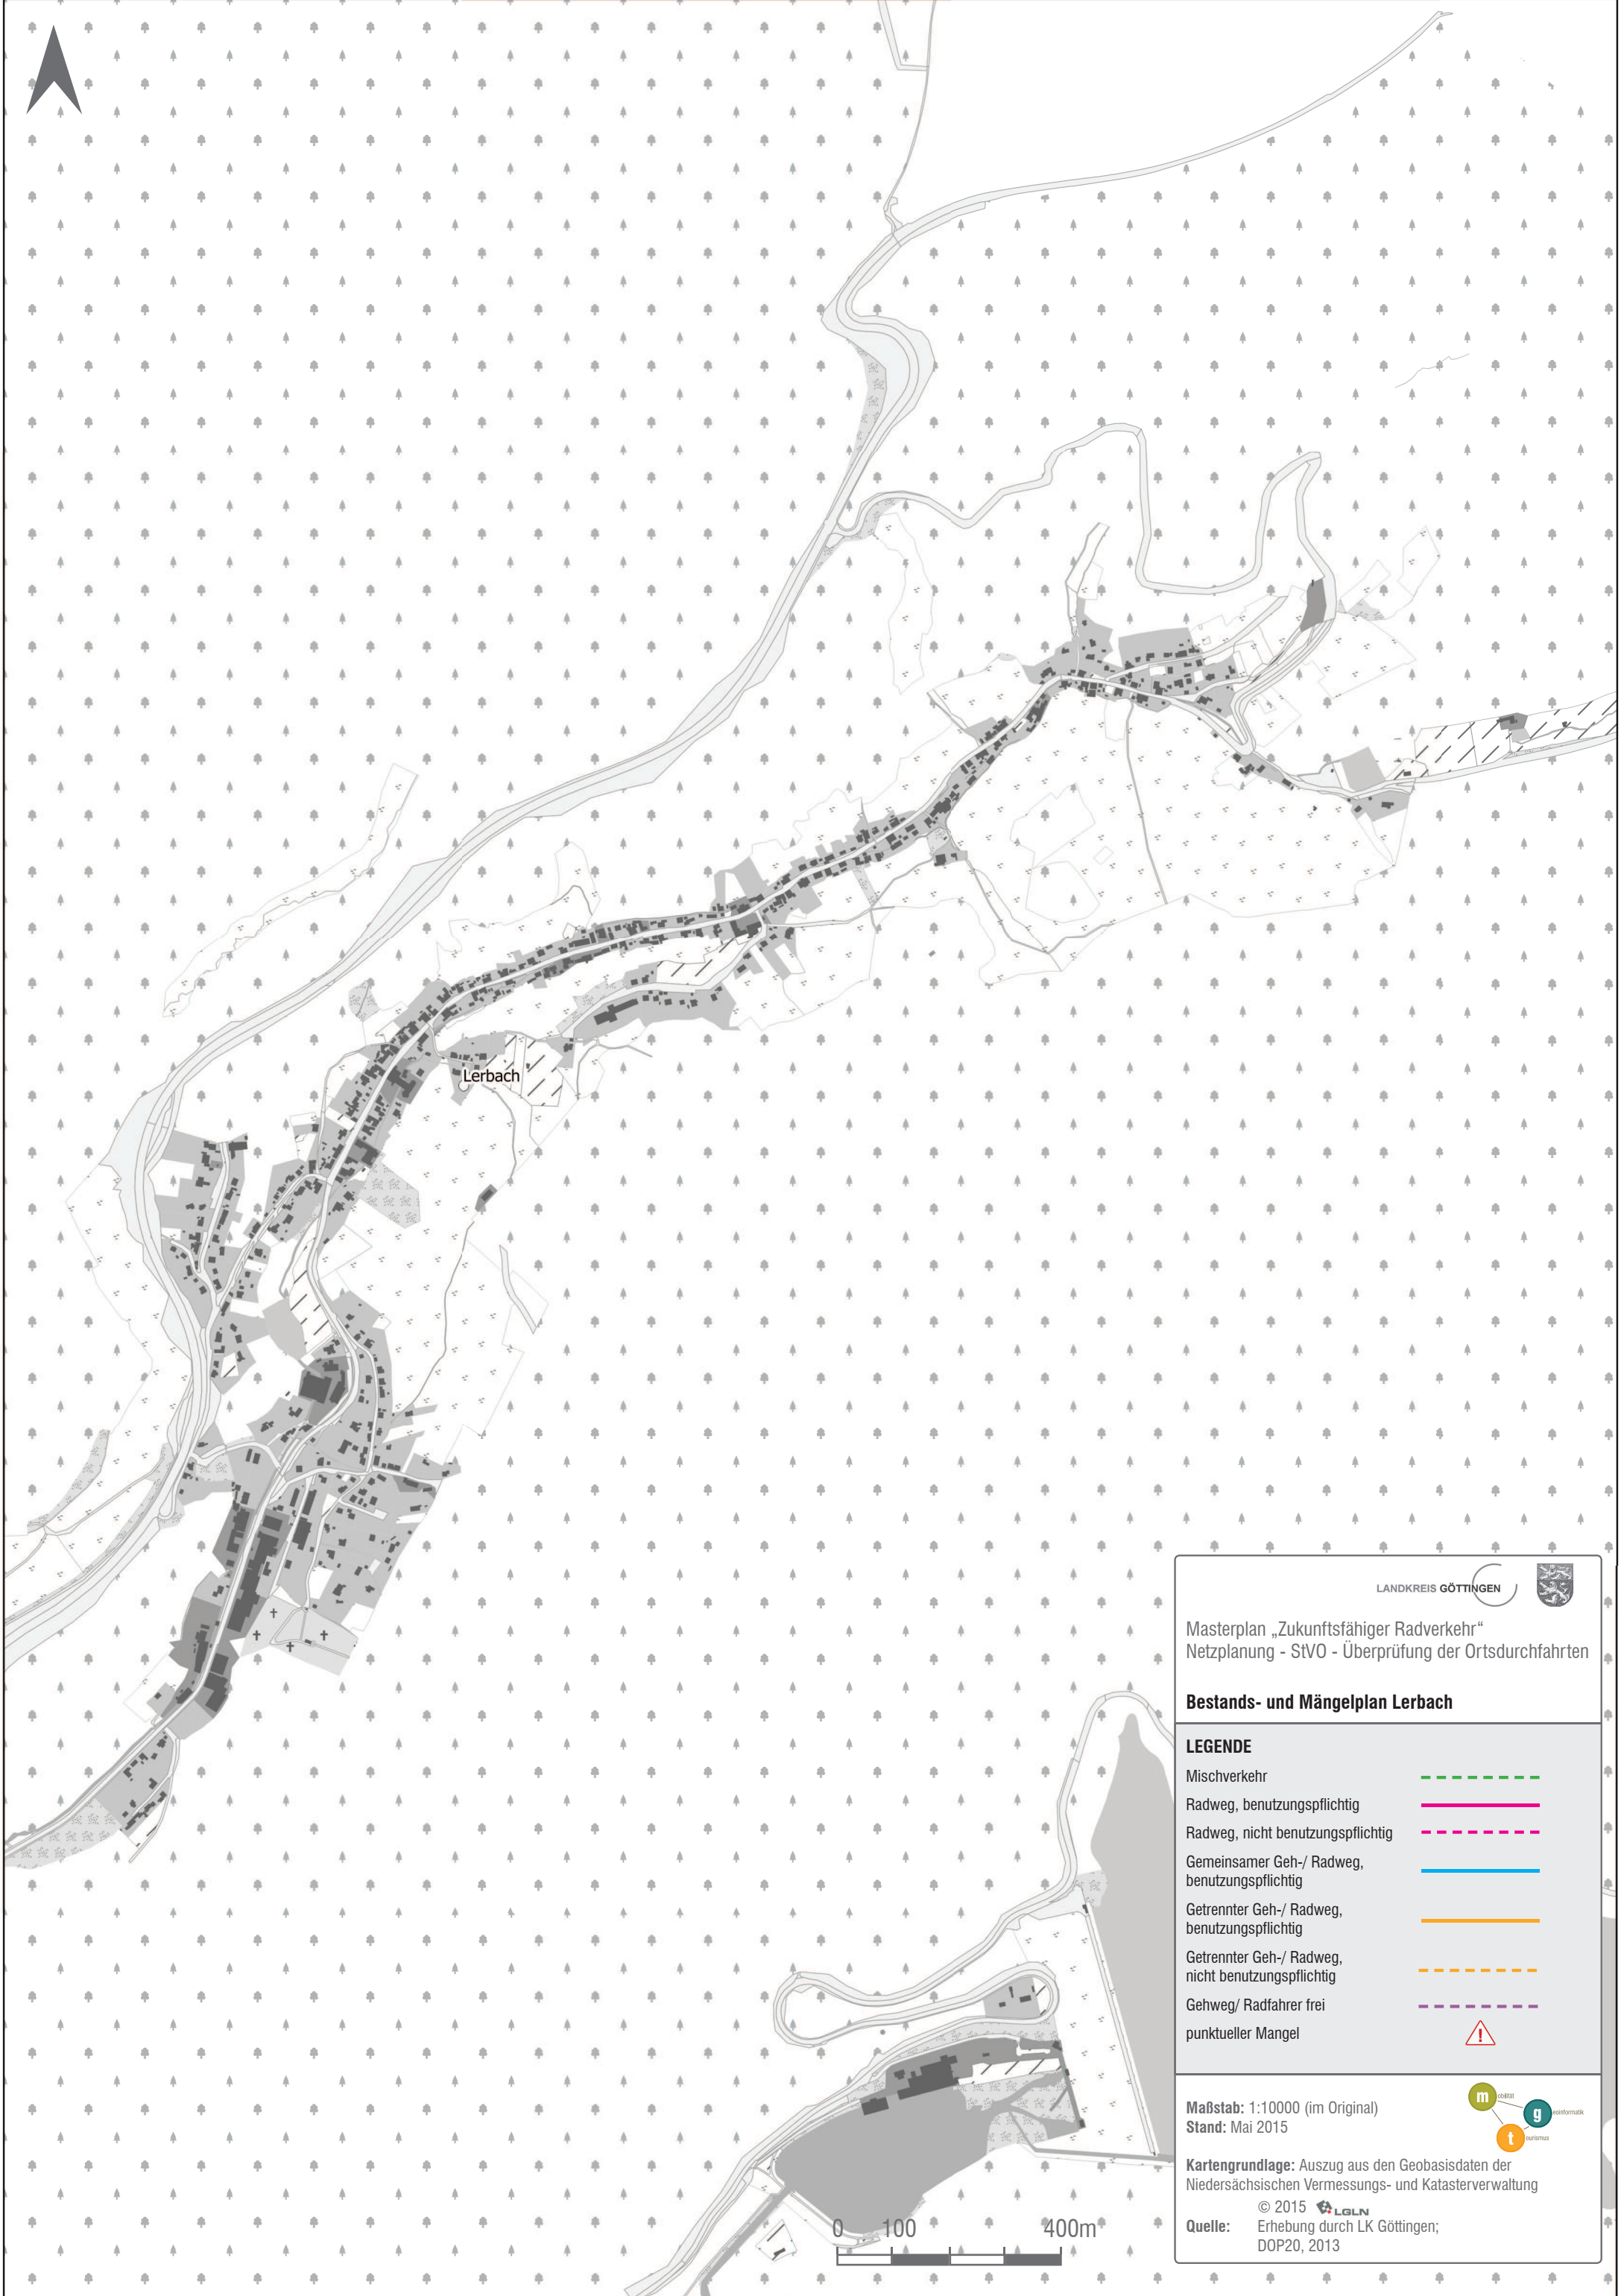 Lerbach
LANDKREIS GÖTTINGEN
Masterplan „Zukunftsfähiger Radverkehr“
Netzplanung - StVO - Überprüfung der Ortsdurchfahrten
Bestands- und Mängelplan Lerbach
LEGENDE
Mischverkehr
Radweg, benutzungspflichtig
Radweg, nicht benutzungspflichtig
Gemeinsamer Geh-/ Radweg,
benutzungspflichtig
Getrennter Geh-/ Radweg,
benutzungspflichtig
Getrennter Geh-/ Radweg,
nicht benutzungspflichtig
Gehweg/ Radfahrer frei
punktueller Mangel
!
Maßstab: 1:10000 (im Original)
Stand: Mai 2015
mobilität
geoinformatik
tourismus
Kartengrundlage: Auszug aus den Geobasisdaten der
Niedersächsischen Vermessungs- und Katasterverwaltung
© 2015 LGLN
Quelle: Erhebung durch LK Göttingen;
DOP20, 2013
0 100 400m